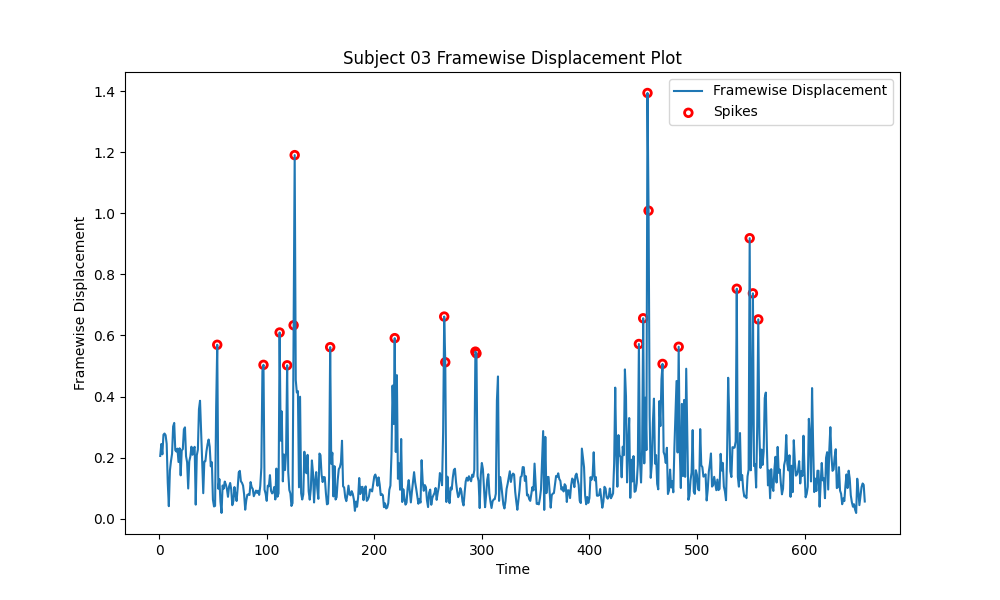 Subject 03 Framewise Displacement Plot
Framewise Displacement
Spikes
1.4
1.2
1.0
0.8
0.6
0.4
0.2
0.0
Framewise Displacement
0 100 200 300 400 500 600
Time